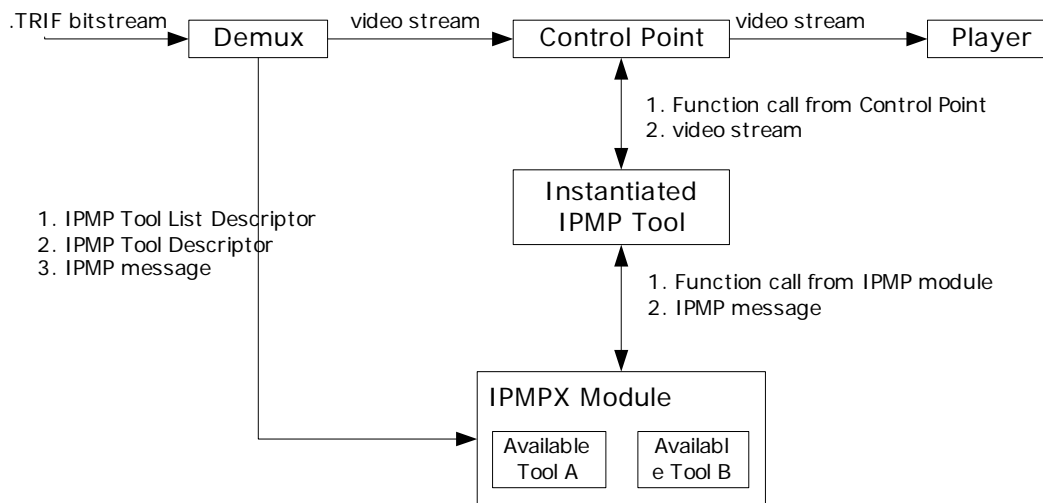 .TRIF bitstream
Demux
video stream
Control Point
video stream
Player
1. Function call from Control Point
2. video stream
Instantiated
IPMP Tool
1. IPMP Tool List Descriptor
2. IPMP Tool Descriptor
3. IPMP message
1. Function call from IPMP module
2. IPMP message
IPMPX Module
Available
Tool A
Availabl
e Tool B